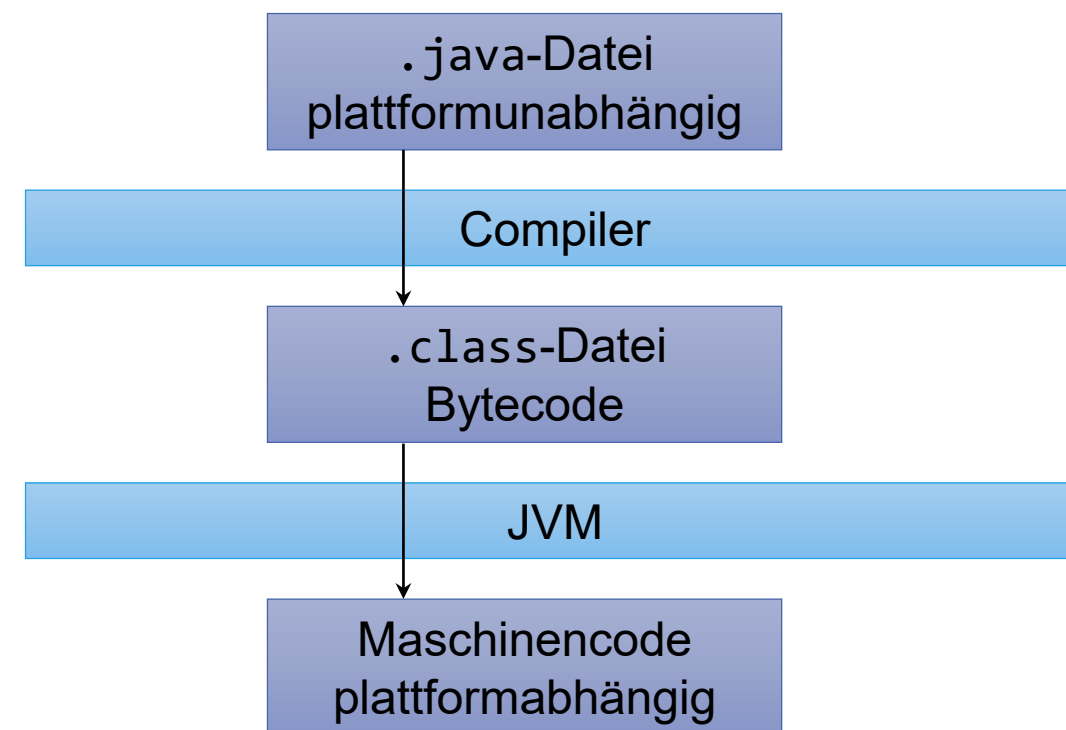 .java-Datei
plattformunabhängig
Compiler
.class-Datei
Bytecode
JVM
Maschinencode
plattformabhängig